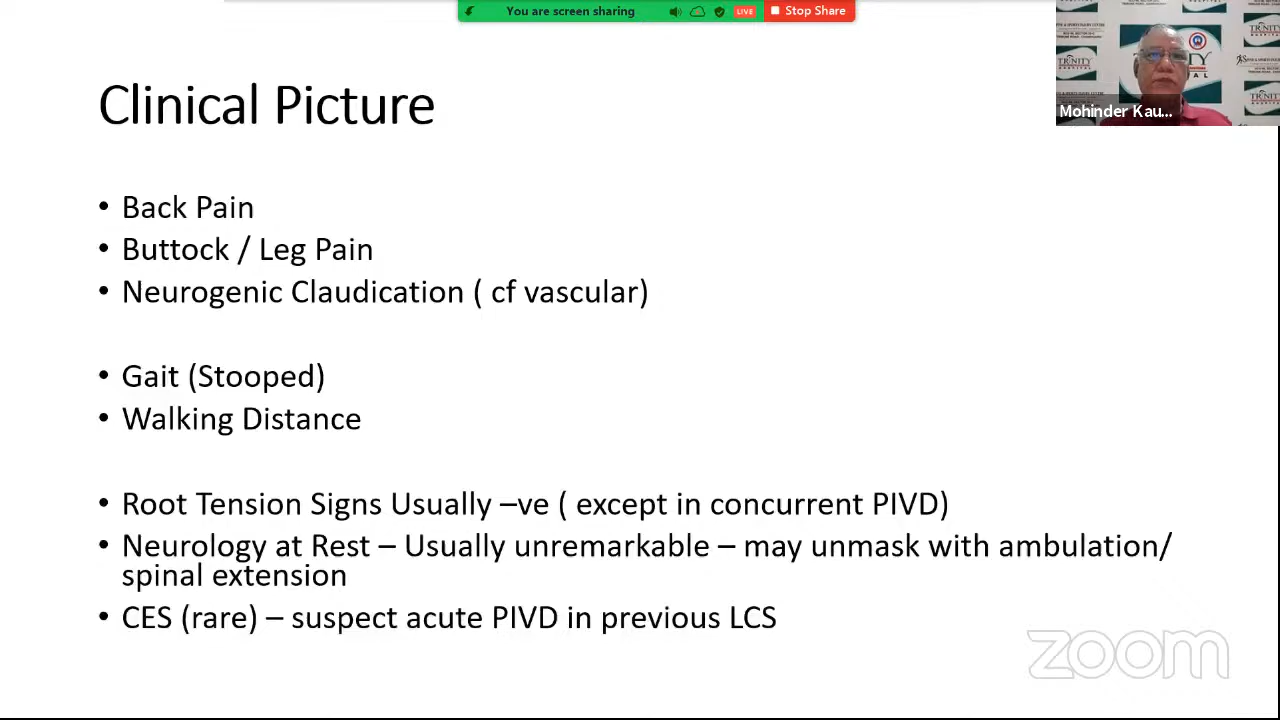 You are screen sharing
LIVE
Stop Share
Clinical Picture
TRINITY
HOSPITAL
Mohinder Kau...
• Back Pain
• Buttock / Leg Pain
• Neurogenic Claudication ( cf vascular)
• Gait (Stooped)
• Walking Distance
• Root Tension Signs Usually –ve ( except in concurrent PIVD)
• Neurology at Rest – Usually unremarkable – may unmask with ambulation/
spinal extension
• CES (rare) – suspect acute PIVD in previous LCS
zoom